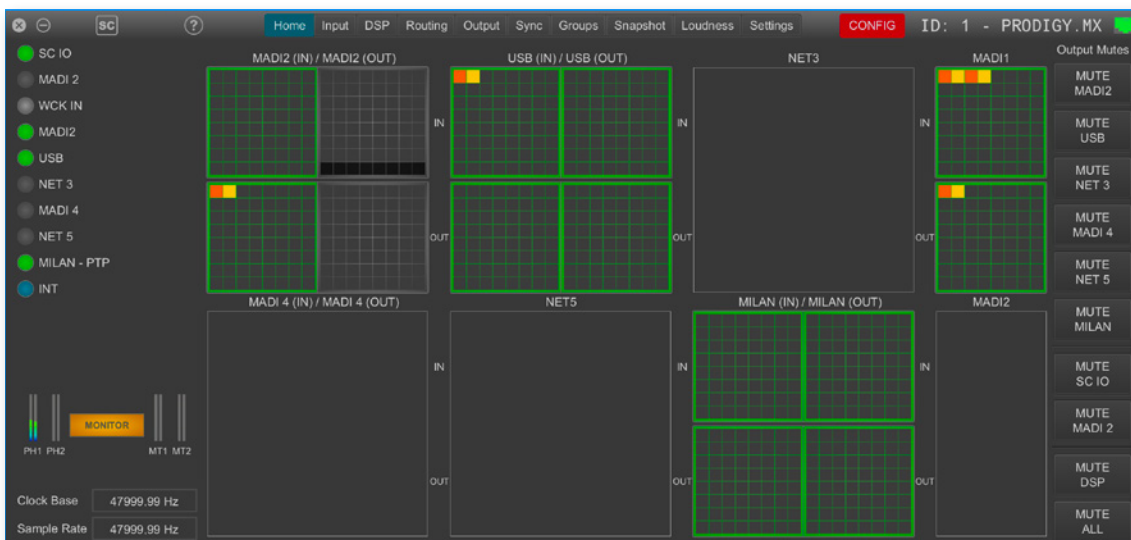 SC
?
Home Input DSP Routing Output Sync Groups Snapshot Loudness Settings
CONFIG
ID: 1 - PRODIGY.MX
SC IO
MADI 2
WCK IN
MADI2
USB
NET 3
MADI 4
NET 5
MILAN - PTP
INT
MADI2 (IN) / MADI2 (OUT)
USB (IN) / USB (OUT)
NET3
MADI1
IN
IN
IN
OUT
OUT
OUT
MADI 4 (IN) / MADI 4 (OUT)
NET5
MILAN (IN) / MILAN (OUT)
MADI2
IN
IN
IN
OUT
OUT
OUT
MONITOR
PH1 PH2
MT1 MT2
Clock Base 47999.99 Hz
Sample Rate 47999.99 Hz
Output Mutes
MUTE
MADI2
MUTE
USB
MUTE
NET 3
MUTE
MADI 4
MUTE
NET 5
MUTE
MILAN
MUTE
SC IO
MUTE
MADI 2
MUTE
DSP
MUTE
ALL